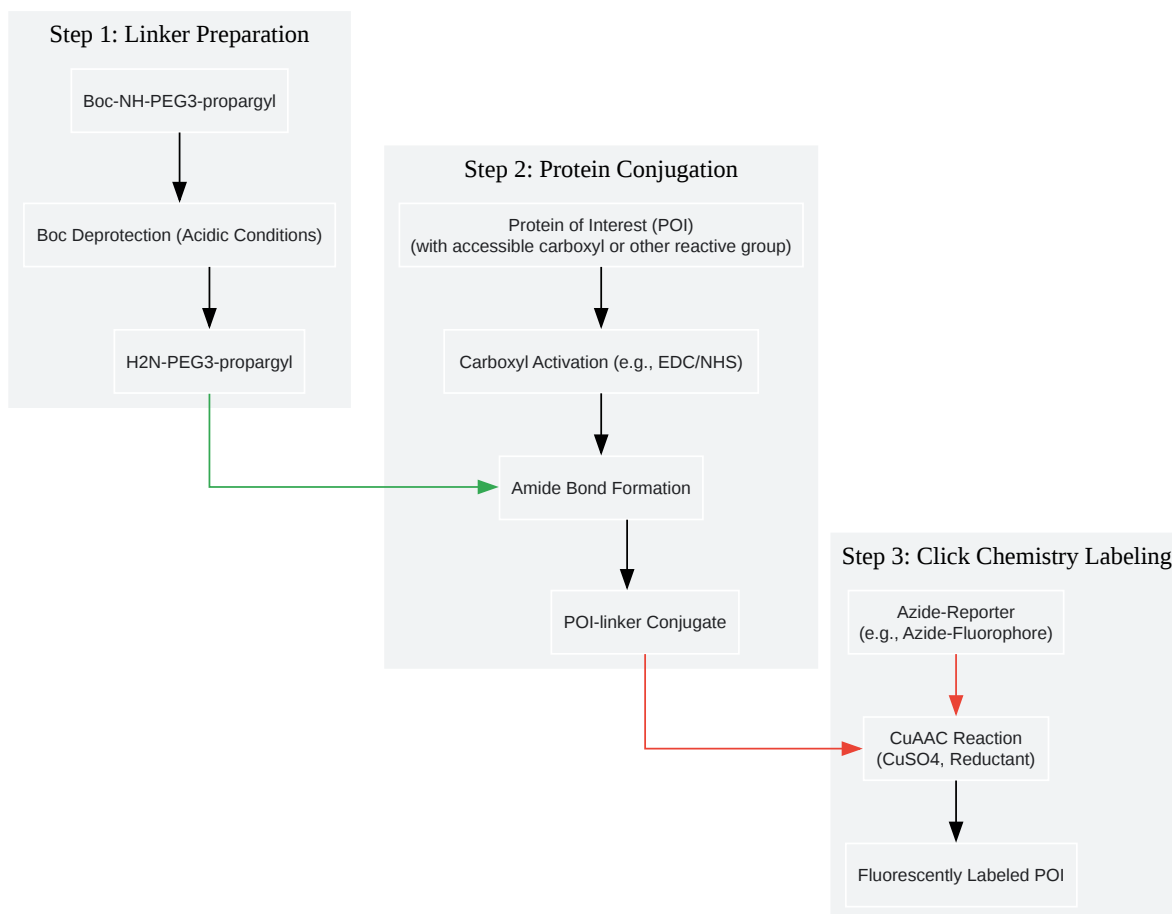 Step 1: Linker Preparation
Boc-NH-PEG3-propargyl
Boc Deprotection (Acidic Conditions)
H2N-PEG3-propargyl
Step 2: Protein Conjugation
Protein of Interest (POI)
(with accessible carboxyl or other reactive group)
Carboxyl Activation (e.g., EDC/NHS)
Amide Bond Formation
POI-linker Conjugate
Step 3: Click Chemistry Labeling
Azide-Reporter
(e.g., Azide-Fluorophore)
CuAAC Reaction
(CuSO4, Reductant)
Fluorescently Labeled POI